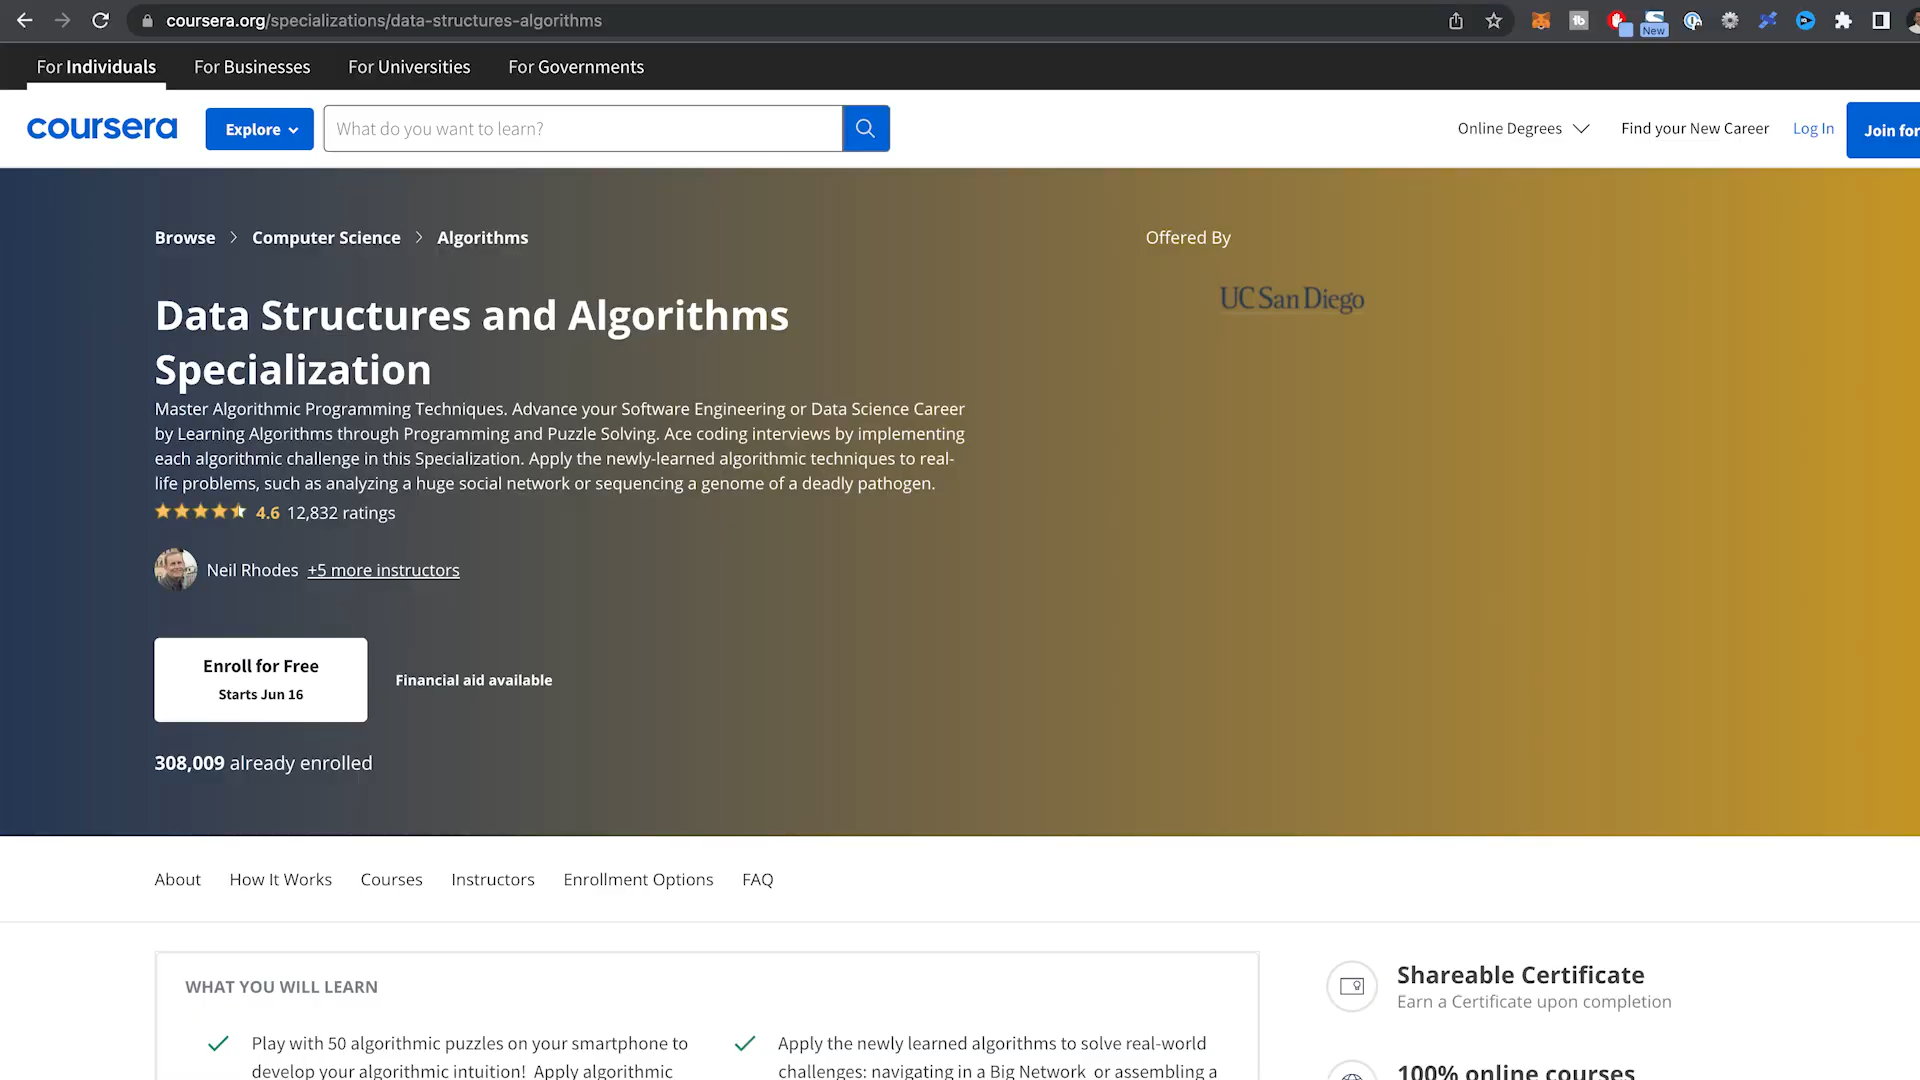 coursera.org/specializations/data-structures-algorithms
New
For Individuals
For Businesses
For Universities
For Governments
coursera
Explore
What do you want to learn?
Online Degrees
Find your New Career
Log In
Join for
Browse > Computer Science > Algorithms
Offered By
UC San Diego
Data Structures and Algorithms
Specialization
Master Algorithmic Programming Techniques. Advance your Software Engineering or Data Science Career
by Learning Algorithms through Programming and Puzzle Solving. Ace coding interviews by implementing
each algorithmic challenge in this Specialization. Apply the newly-learned algorithmic techniques to real-
life problems, such as analyzing a huge social network or sequencing a genome of a deadly pathogen.
4.6 12,832 ratings
Neil Rhodes +5 more instructors
Enroll for Free
Starts Jun 16
Financial aid available
308,009 already enrolled
About
How It Works
Courses
Instructors
Enrollment Options
FAQ
WHAT YOU WILL LEARN
Play with 50 algorithmic puzzles on your smartphone to
develop your algorithmic intuition! Apply algorithmic
Apply the newly learned algorithms to solve real-world
challenges: navigating in a Big Network or assembling a
Shareable Certificate
Earn a Certificate upon completion
100% online courses